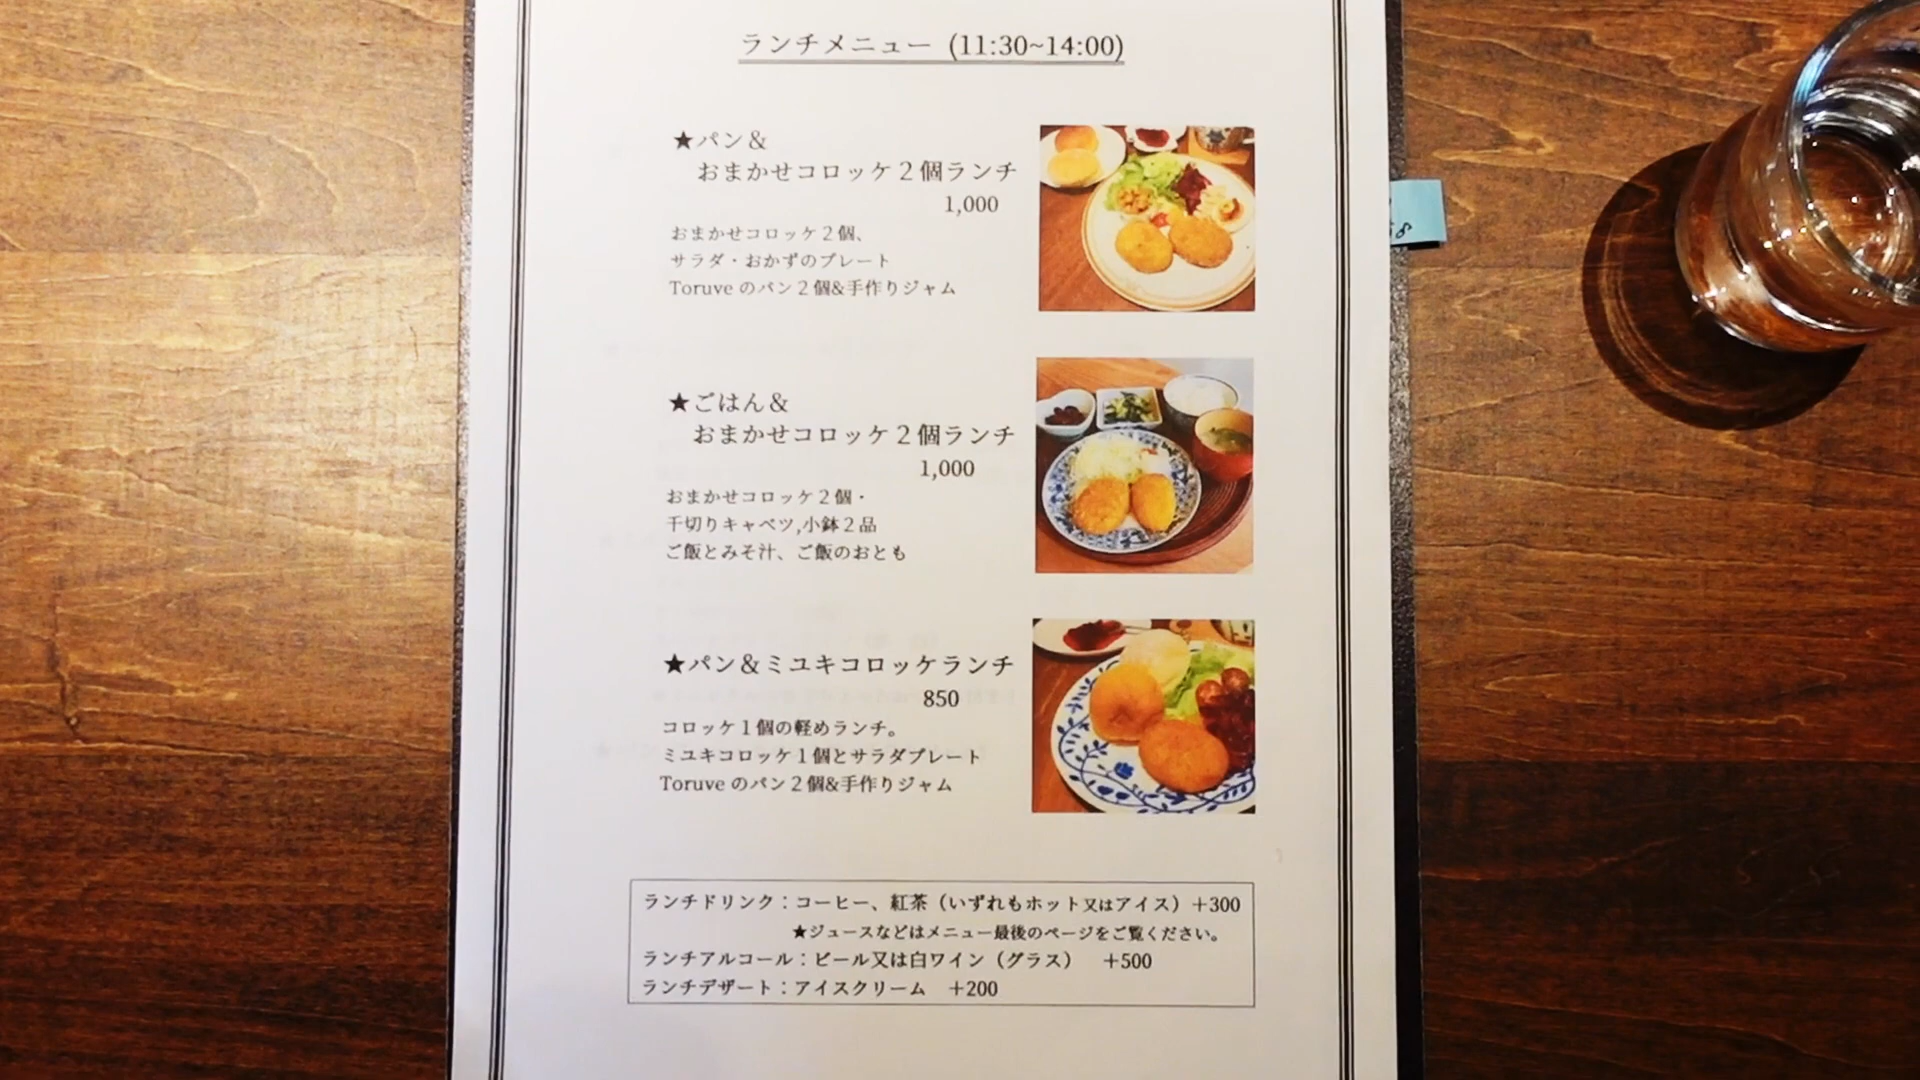 ランチメニュー (11:30~14:00)
★パン＆
おまかせコロッケ２個ランチ
1,000
おまかせコロッケ２個、
サラダ・おかずのプレート
Toruve のパン２個&手作りジャム
★ごはん＆
おまかせコロッケ２個ランチ
1,000
おまかせコロッケ２個・
千切りキャベツ,小鉢２品
ご飯とみそ汁、ご飯のおとも
★パン＆ミユキコロッケランチ
850
コロッケ１個の軽めランチ。
ミユキコロッケ１個とサラダプレート
Toruve のパン２個&手作りジャム
ランチドリンク：コーヒー、紅茶（いずれもホット又はアイス）＋300
★ジュースなどはメニュー最後のページをご覧ください。
ランチアルコール：ビール又は白ワイン（グラス）　＋500
ランチデザート：アイスクリーム　＋200